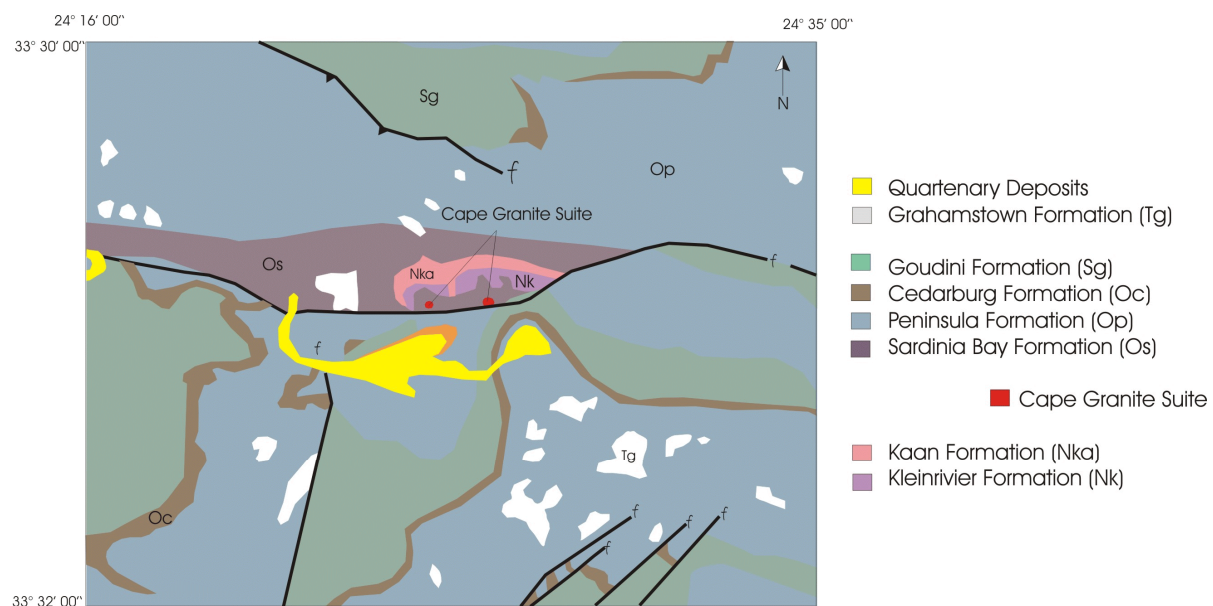 24° 16′ 00″
24° 35′ 00″
33° 30′ 00″
N
Sg
f
Op
Cape Granite Suite
Os
Nka
Nk
f
f
Tg
Oc
f
f
f
f
33° 32′ 00″
Quartenary Deposits
Grahamstown Formation (Tg)
Goudini Formation (Sg)
Cedarburg Formation (Oc)
Peninsula Formation (Op)
Sardinia Bay Formation (Os)
Cape Granite Suite
Kaan Formation (Nka)
Kleinrivier Formation (Nk)